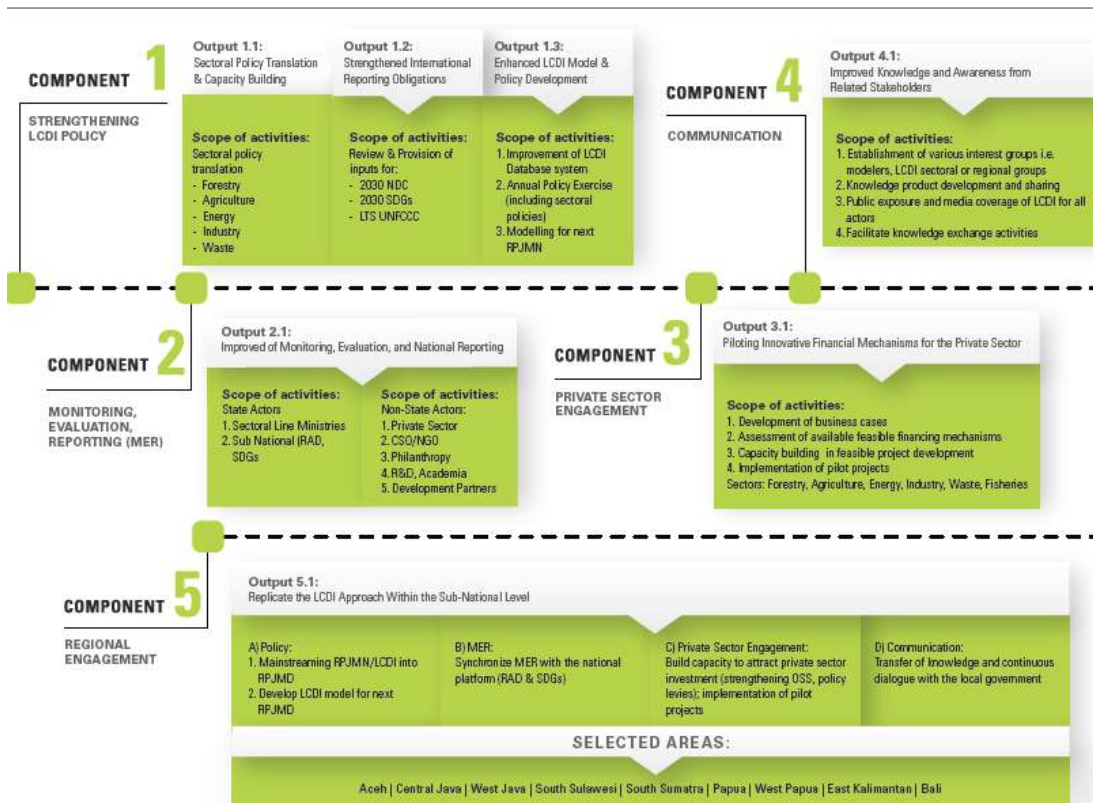 COMPONENT 1
STRENGTHENING
LCDI POLICY
Output 1.1:
Sectoral Policy Translation
& Capacity Building
Scope of activities:
Sectoral policy
translation
- Forestry
- Agriculture
- Energy
- Industry
- Waste
Output 1.2:
Strengthened International
Reporting Obligations
Scope of activities:
Review & Provision of
inputs for:
- 2030 NDC
- 2030 SDGs
- LTS UNFCCC
Output 1.3:
Enhanced LCDI Model &
Policy Development
Scope of activities:
1. Improvement of LCDI
Database system
2. Annual Policy Exercise
(including sectoral
policies)
3. Modelling for next
RPJMN
COMPONENT 4
COMMUNICATION
Output 4.1:
Improved Knowledge and Awareness from
Related Stakeholders
Scope of activities:
1. Establishment of various interest groups i.e.
modelers, LCDI sectoral or regional groups
2. Knowledge product development and sharing
3. Public exposure and media coverage of LCDI for all
actors
4. Facilitate knowledge exchange activities
COMPONENT 2
MONITORING,
EVALUATION,
REPORTING (MER)
Output 2.1:
Improved of Monitoring, Evaluation, and National Reporting
Scope of activities:
State Actors
1. Sectoral Line Ministries
2. Sub National (RAD,
SDGs
Scope of activities:
Non-State Actors:
1. Private Sector
2. CSO/NGO
3. Philanthropy
4. R&D, Academia
5. Development Partners
COMPONENT 3
PRIVATE SECTOR
ENGAGEMENT
Output 3.1:
Piloting Innovative Financial Mechanisms for the Private Sector
Scope of activities:
1. Development of business cases
2. Assessment of available feasible financing mechanisms
3. Capacity building in feasible project development
4. Implementation of pilot projects
Sectors: Forestry, Agriculture, Energy, Industry, Waste, Fisheries
COMPONENT 5
REGIONAL
ENGAGEMENT
Output 5.1:
Replicate the LCDI Approach Within the Sub-National Level
A) Policy:
1. Mainstreaming RPJMN/LCDI into
RPJMD
2. Develop LCDI model for next
RPJMD
B) MER:
Synchronize MER with the national
platform (RAD & SDGs)
C) Private Sector Engagement:
Build capacity to attract private sector
investment (strengthening OSS, policy
levies); implementation of pilot
projects
D) Communication:
Transfer of knowledge and continuous
dialogue with the local government
SELECTED AREAS:
Aceh | Central Java | West Java | South Sulawesi | South Sumatra | Papua | West Papua | East Kalimantan | Bali